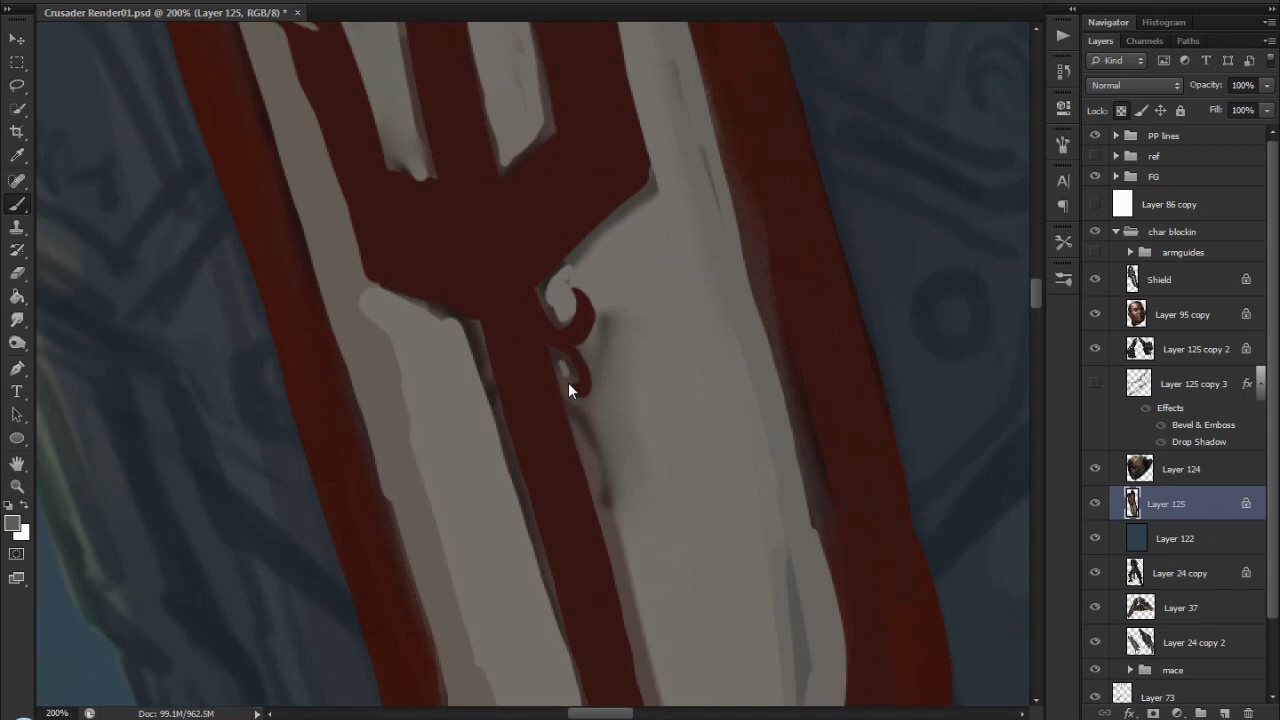 Crusader Render01.psd @ 200% (Layer 125, RGB/8) * ×
Navigator Histogram
Layers Channels Paths
Kind
Normal Opacity: 100%
Lock: Fill: 100%
PP lines
ref
FG
Layer 86 copy
char blockin
armguides
Shield
Layer 95 copy
Layer 125 copy 2
Layer 125 copy 3 fx
Effects
Bevel & Emboss
Drop Shadow
Layer 124
Layer 125
Layer 122
Layer 24 copy
Layer 37
Layer 24 copy 2
mace
Layer 73
200% Doc: 99.1M/962.5M